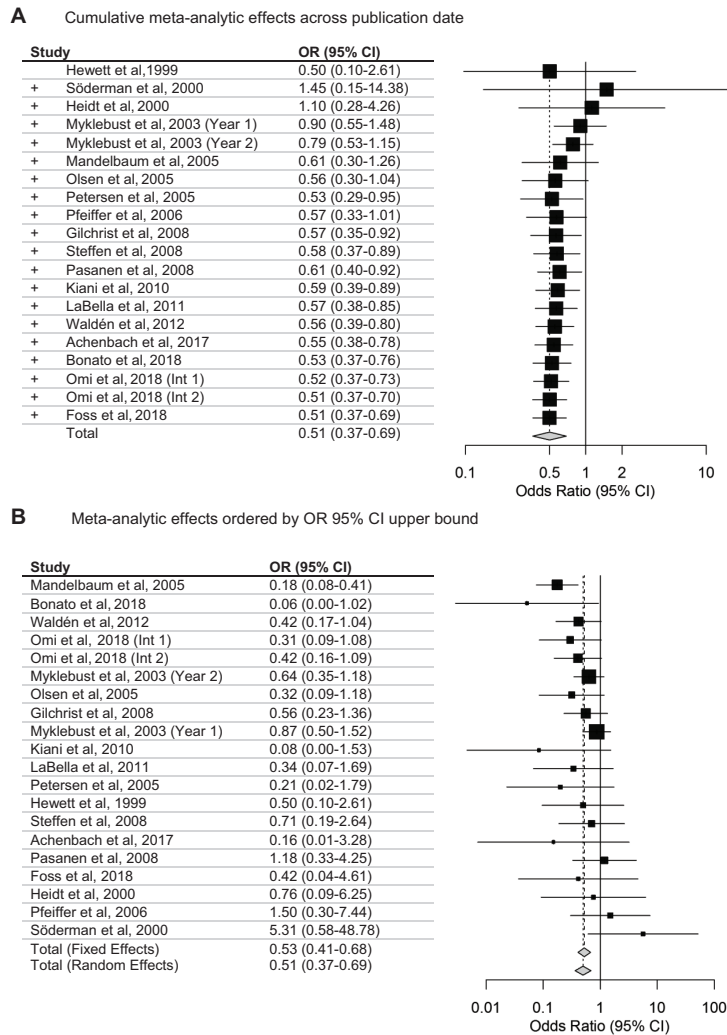 A Cumulative meta-analytic effects across publication date
Study OR (95% CI)
Hewett et al,1999 0.50 (0.10-2.61)
+ Söderman et al, 2000 1.45 (0.15-14.38)
+ Heidt et al, 2000 1.10 (0.28-4.26)
+ Myklebust et al, 2003 (Year 1) 0.90 (0.55-1.48)
+ Myklebust et al, 2003 (Year 2) 0.79 (0.53-1.15)
+ Mandelbaum et al, 2005 0.61 (0.30-1.26)
+ Olsen et al, 2005 0.56 (0.30-1.04)
+ Petersen et al, 2005 0.53 (0.29-0.95)
+ Pfeiffer et al, 2006 0.57 (0.33-1.01)
+ Gilchrist et al, 2008 0.57 (0.35-0.92)
+ Steffen et al, 2008 0.58 (0.37-0.89)
+ Pasanen et al, 2008 0.61 (0.40-0.92)
+ Kiani et al, 2010 0.59 (0.39-0.89)
+ LaBella et al, 2011 0.57 (0.38-0.85)
+ Waldén et al, 2012 0.56 (0.39-0.80)
+ Achenbach et al, 2017 0.55 (0.38-0.78)
+ Bonato et al, 2018 0.53 (0.37-0.76)
+ Omi et al, 2018 (Int 1) 0.52 (0.37-0.73)
+ Omi et al, 2018 (Int 2) 0.51 (0.37-0.70)
+ Foss et al, 2018 0.51 (0.37-0.69)
Total 0.51 (0.37-0.69)
0.1 0.5 1 2 10
Odds Ratio (95% CI)
B Meta-analytic effects ordered by OR 95% CI upper bound
Study OR (95% CI)
Mandelbaum et al, 2005 0.18 (0.08-0.41)
Bonato et al, 2018 0.06 (0.00-1.02)
Waldén et al, 2012 0.42 (0.17-1.04)
Omi et al, 2018 (Int 1) 0.31 (0.09-1.08)
Omi et al, 2018 (Int 2) 0.42 (0.16-1.09)
Myklebust et al, 2003 (Year 2) 0.64 (0.35-1.18)
Olsen et al, 2005 0.32 (0.09-1.18)
Gilchrist et al, 2008 0.56 (0.23-1.36)
Myklebust et al, 2003 (Year 1) 0.87 (0.50-1.52)
Kiani et al, 2010 0.08 (0.00-1.53)
LaBella et al, 2011 0.34 (0.07-1.69)
Petersen et al, 2005 0.21 (0.02-1.79)
Hewett et al, 1999 0.50 (0.10-2.61)
Steffen et al, 2008 0.71 (0.19-2.64)
Achenbach et al, 2017 0.16 (0.01-3.28)
Pasanen et al, 2008 1.18 (0.33-4.25)
Foss et al, 2018 0.42 (0.04-4.61)
Heidt et al, 2000 0.76 (0.09-6.25)
Pfeiffer et al, 2006 1.50 (0.30-7.44)
Söderman et al, 2000 5.31 (0.58-48.78)
Total (Fixed Effects) 0.53 (0.41-0.68)
Total (Random Effects) 0.51 (0.37-0.69)
0.01 0.1 1 10 100
Odds Ratio (95% CI)